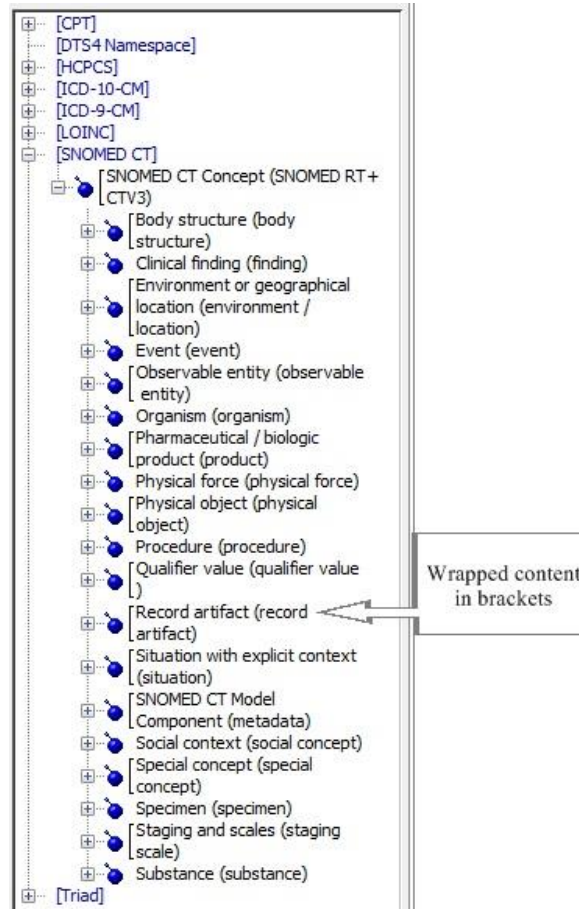 [CPT]
[DTS4 Namespace]
[HCPCS]
[ICD-10-CM]
[ICD-9-CM]
[LOINC]
[SNOMED CT]
SNOMED CT Concept (SNOMED RT+
CTV3)
Body structure (body
structure)
Clinical finding (finding)
Environment or geographical
location (environment /
location)
Event (event)
Observable entity (observable
entity)
Organism (organism)
Pharmaceutical / biologic
product (product)
Physical force (physical force)
Physical object (physical
object)
Procedure (procedure)
Qualifier value (qualifier value
)
Record artifact (record
artifact)
Situation with explicit context
(situation)
SNOMED CT Model
Component (metadata)
Social context (social concept)
Special concept (special
concept)
Specimen (specimen)
Staging and scales (staging
scale)
Substance (substance)
[Triad]
Wrapped content
in brackets